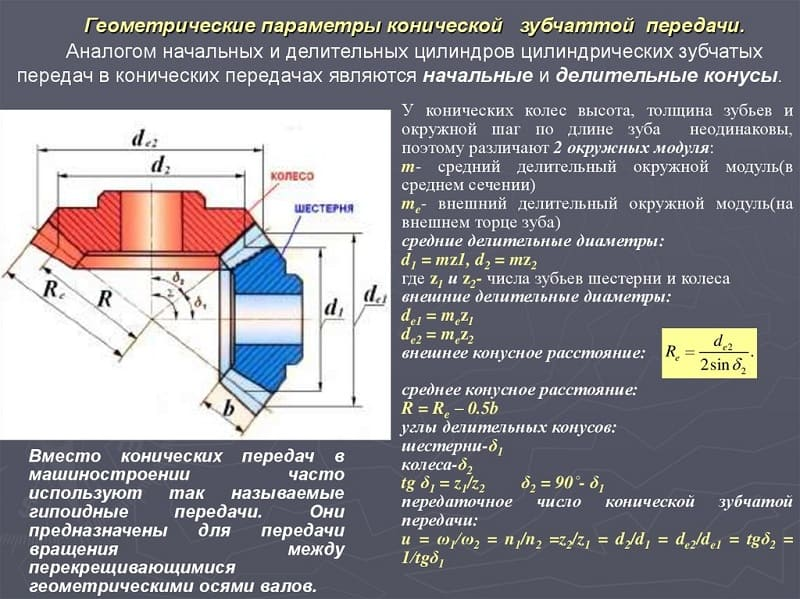 Геометрические параметры конической зубчаттой передачи.
Аналогом начальных и делительных цилиндров цилиндрических зубчатых
передач в конических передачах являются начальные и делительные конусы.
de2
d2
КОЛЕСО
ШЕСТЕРНЯ
δ2
Σ
δ1
Re
R
d1
de1
b
Вместо конических передач в
машиностроении часто
используют так называемые
гипоидные передачи. Они
предназначены для передачи
вращения между
перекрещивающимися
геометрическими осями валов.
У конических колес высота, толщина зубьев и
окружной шаг по длине зуба неодинаковы,
поэтому различают 2 окружных модуля:
m- средний делительный окружной модуль(в
среднем сечении)
me- внешний делительный окружной модуль(на
внешнем торце зуба)
средние делительные диаметры:
d1 = mz1, d2 = mz2
где z1 и z2- числа зубьев шестерни и колеса
внешние делительные диаметры:
de1 = mez1
de2 = mez2
внешнее конусное расстояние:
Re = de2 / 2 sin δ2 .
среднее конусное расстояние:
R = Re – 0.5b
углы делительных конусов:
шестерни-δ1
колеса-δ2
tg δ1 = z1/z2 δ2 = 90°- δ1
передаточное число конической зубчатой
передачи:
u = ω1/ω2 = n1/n2 =z2/z1 = d2/d1 = de2/de1 = tgδ2 =
1/tgδ1